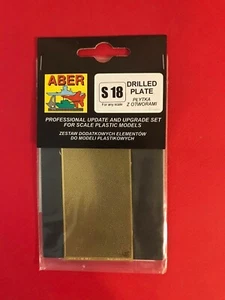 ABER
S 18
For any scale
DRILLED
PLATE
PŁYTKA
Z OTWORAMI
PROFESSIONAL UPDATE AND UPGRADE SET
FOR SCALE PLASTIC MODELS
ZESTAW DODATKOWYCH ELEMENTÓW
DO MODELI PLASTIKOWYCH